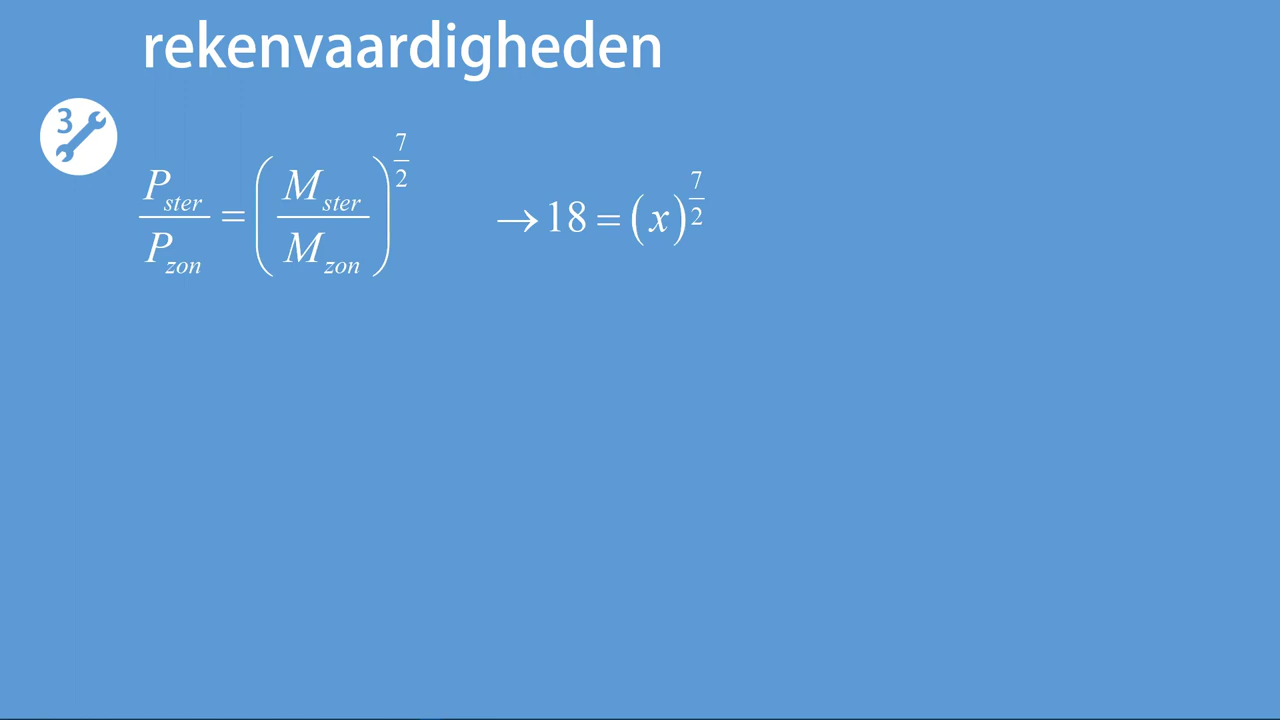 rekenvaardigheden
3
P_ster / P_zon = (M_ster / M_zon)^(7/2) → 18 = (x)^(7/2)